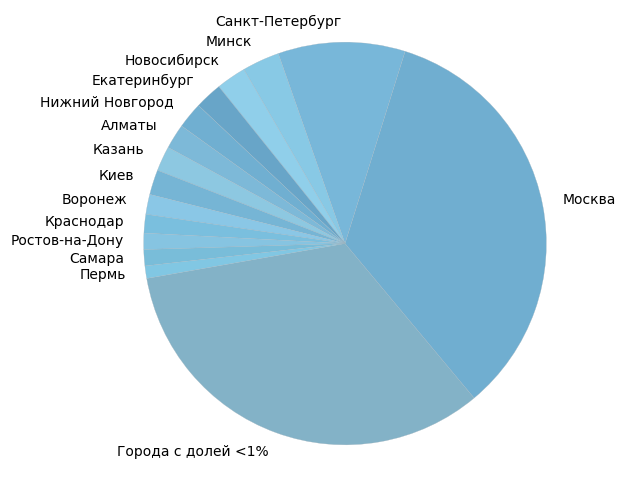 Санкт-Петербург
Минск
Новосибирск
Екатеринбург
Нижний Новгород
Алматы
Казань
Киев
Воронеж
Москва
Краснодар
Ростов-на-Дону
Самара
Пермь
Города с долей <1%